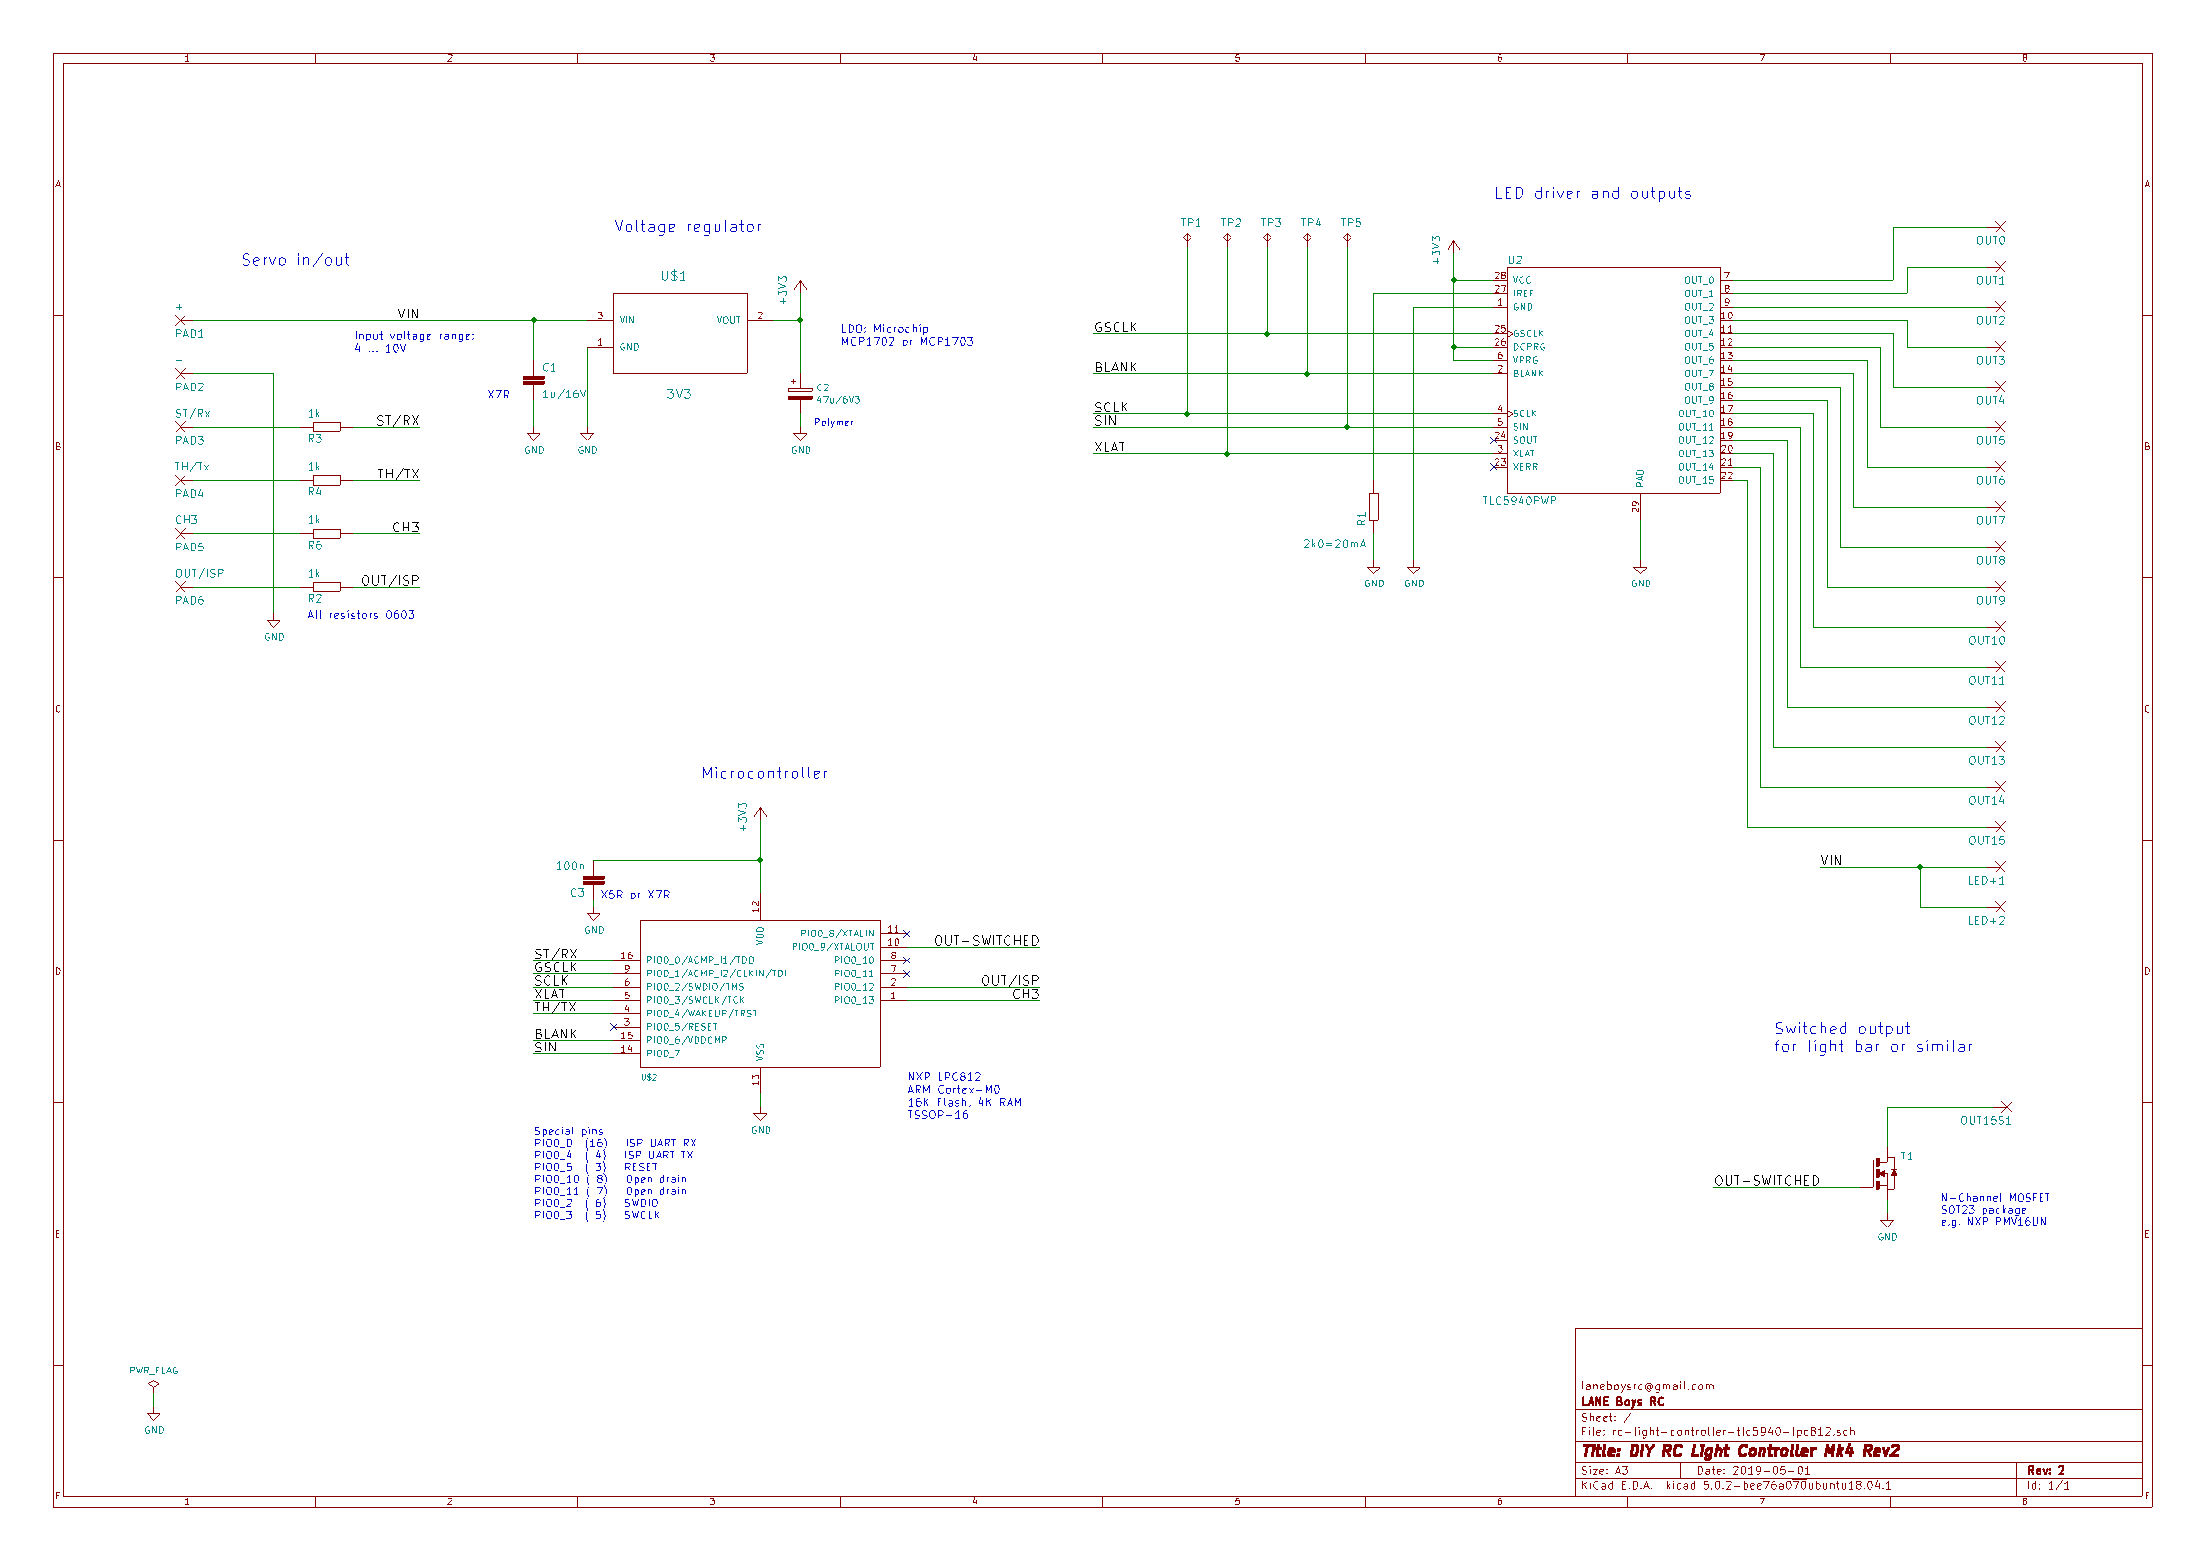 1 2 3 4 5 6 7 8
A
B
C
D
E
F
Servo in/out
+
PAD1
VIN
Input voltage range:
4 ... 10V
-
PAD2
ST/Rx
PAD3
1k
R3
ST/RX
TH/Tx
PAD4
1k
R4
TH/TX
CH3
PAD5
1k
R6
CH3
OUT/ISP
PAD6
1k
R2
OUT/ISP
All resistors 0603
GND
Voltage regulator
U$1
3 VIN
VOUT 2
1 GND
3V3
+3V3
X7R
C1
1u/16V
GND
GND
LDO: Microchip
MCP1702 or MCP1703
+
C2
47u/6V3
Polymer
GND
LED driver and outputs
TP1 TP2 TP3 TP4 TP5
GSCLK
BLANK
SCLK
SIN
XLAT
+3V3
U2
28 VCC
27 IREF
1 GND
25 GSCLK
26 DCPRG
6 VPRG
2 BLANK
4 SCLK
5 SIN
24 SOUT
3 XLAT
23 XERR
OUT_0 7
OUT_1 8
OUT_2 9
OUT_3 10
OUT_4 11
OUT_5 12
OUT_6 13
OUT_7 14
OUT_8 15
OUT_9 16
OUT_10 17
OUT_11 18
OUT_12 19
OUT_13 20
OUT_14 21
OUT_15 22
PAD
29
TLC5940PWP
R1
2k0=20mA
GND
GND
GND
OUT0
OUT1
OUT2
OUT3
OUT4
OUT5
OUT6
OUT7
OUT8
OUT9
OUT10
OUT11
OUT12
OUT13
OUT14
OUT15
VIN
LED+1
LED+2
Microcontroller
+3V3
100n
C3
X5R or X7R
GND
12
VDD
ST/RX 16 PIO0_0/ACMP_I1/TDO
GSCLK 9 PIO0_1/ACMP_I2/CLKIN/TDI
SCLK 6 PIO0_2/SWDIO/TMS
XLAT 5 PIO0_3/SWCLK/TCK
TH/TX 4 PIO0_4/WAKEUP/TRST
3 PIO0_5/RESET
BLANK 15 PIO0_6/VDDCMP
SIN 14 PIO0_7
PIO0_8/XTALIN 11
PIO0_9/XTALOUT 10 OUT-SWITCHED
PIO0_10 8
PIO0_11 7
PIO0_12 2 OUT/ISP
PIO0_13 1 CH3
VSS
13
U$2
GND
NXP LPC812
ARM Cortex-M0
16K Flash, 4K RAM
TSSOP-16
Special pins
PIO0_0 (16) ISP UART RX
PIO0_4 ( 4) ISP UART TX
PIO0_5 ( 3) RESET
PIO0_10 ( 8) Open drain
PIO0_11 ( 7) Open drain
PIO0_2 ( 6) SWDIO
PIO0_3 ( 5) SWCLK
Switched output
for light bar or similar
OUT15S1
T1
OUT-SWITCHED
N-Channel MOSFET
SOT23 package
e.g. NXP PMV16UN
GND
PWR_FLAG
GND
laneboysrc@gmail.com
LANE Boys RC
Sheet: /
File: rc-light-controller-tlc5940-lpc812.sch
Title: DIY RC Light Controller Mk4 Rev2
Size: A3 Date: 2019-05-01 Rev: 2
KiCad E.D.A. kicad 5.0.2-bee76a070ubuntu18.04.1 Id: 1/1
1 2 3 4 5 6 7 8
A
B
C
D
E
F